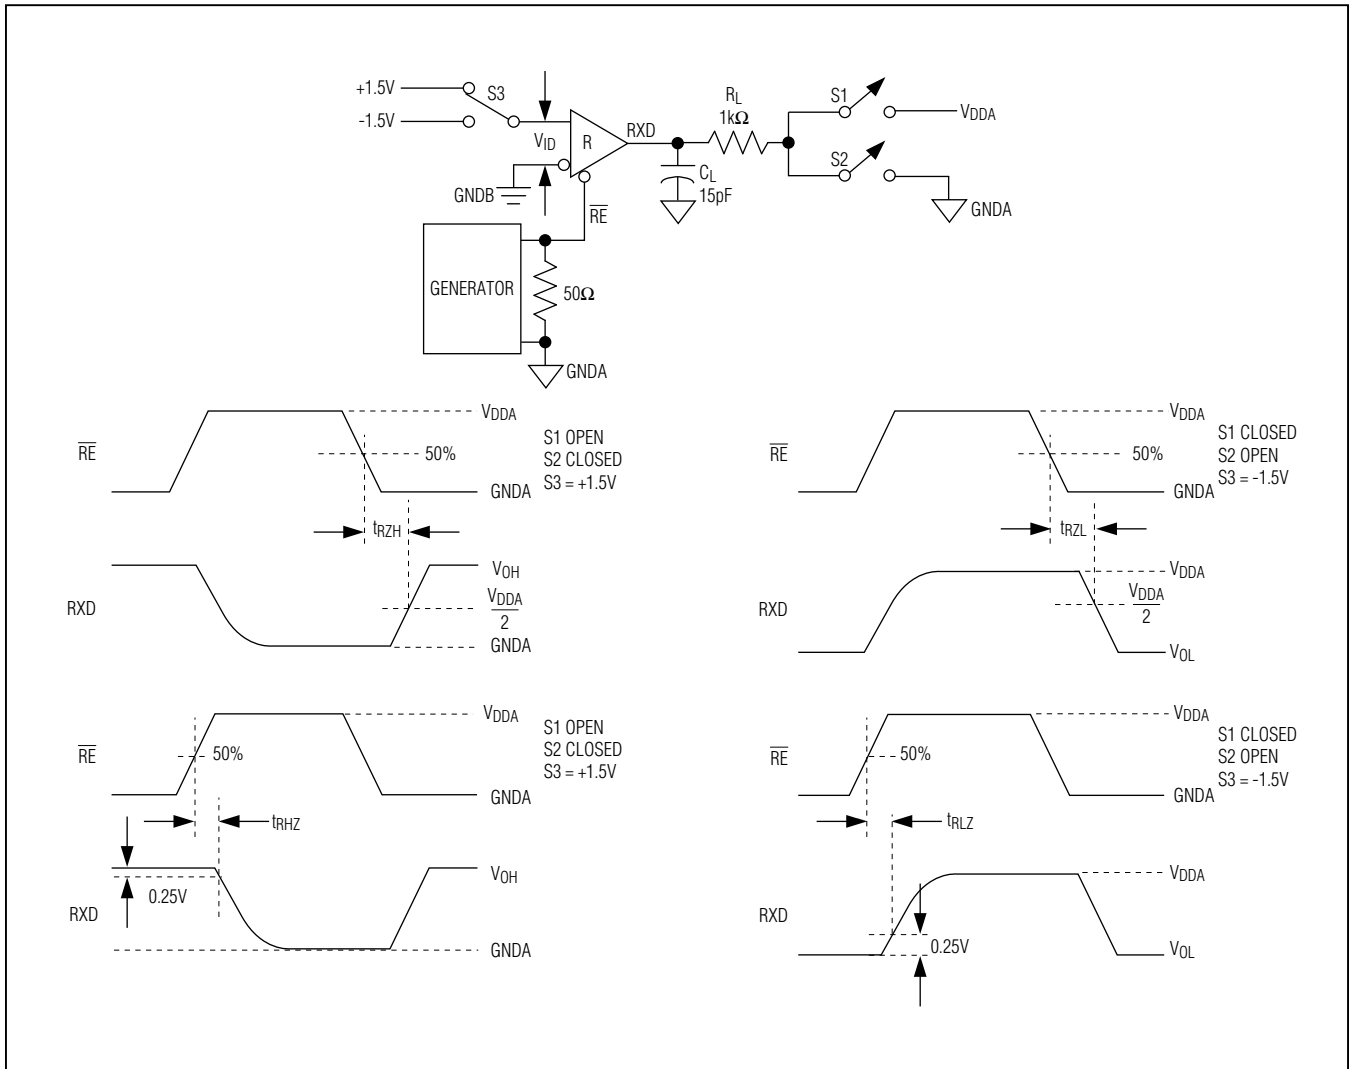 +1.5V
-1.5V
S3
VID
R
RXD
RL
1kΩ
S1
VDDA
S2
CL
15pF
GNDA
GNDB
RE
GENERATOR
50Ω
GNDA
RE
VDDA
50%
GNDA
S1 OPEN
S2 CLOSED
S3 = +1.5V
tRZH
RXD
VOH
VDDA
2
GNDA
RE
VDDA
50%
GNDA
S1 CLOSED
S2 OPEN
S3 = -1.5V
tRZL
RXD
VDDA
VDDA
2
VOL
RE
VDDA
50%
GNDA
S1 OPEN
S2 CLOSED
S3 = +1.5V
tRHZ
RXD
0.25V
VOH
GNDA
RE
VDDA
50%
GNDA
S1 CLOSED
S2 OPEN
S3 = -1.5V
tRLZ
RXD
0.25V
VDDA
VOL